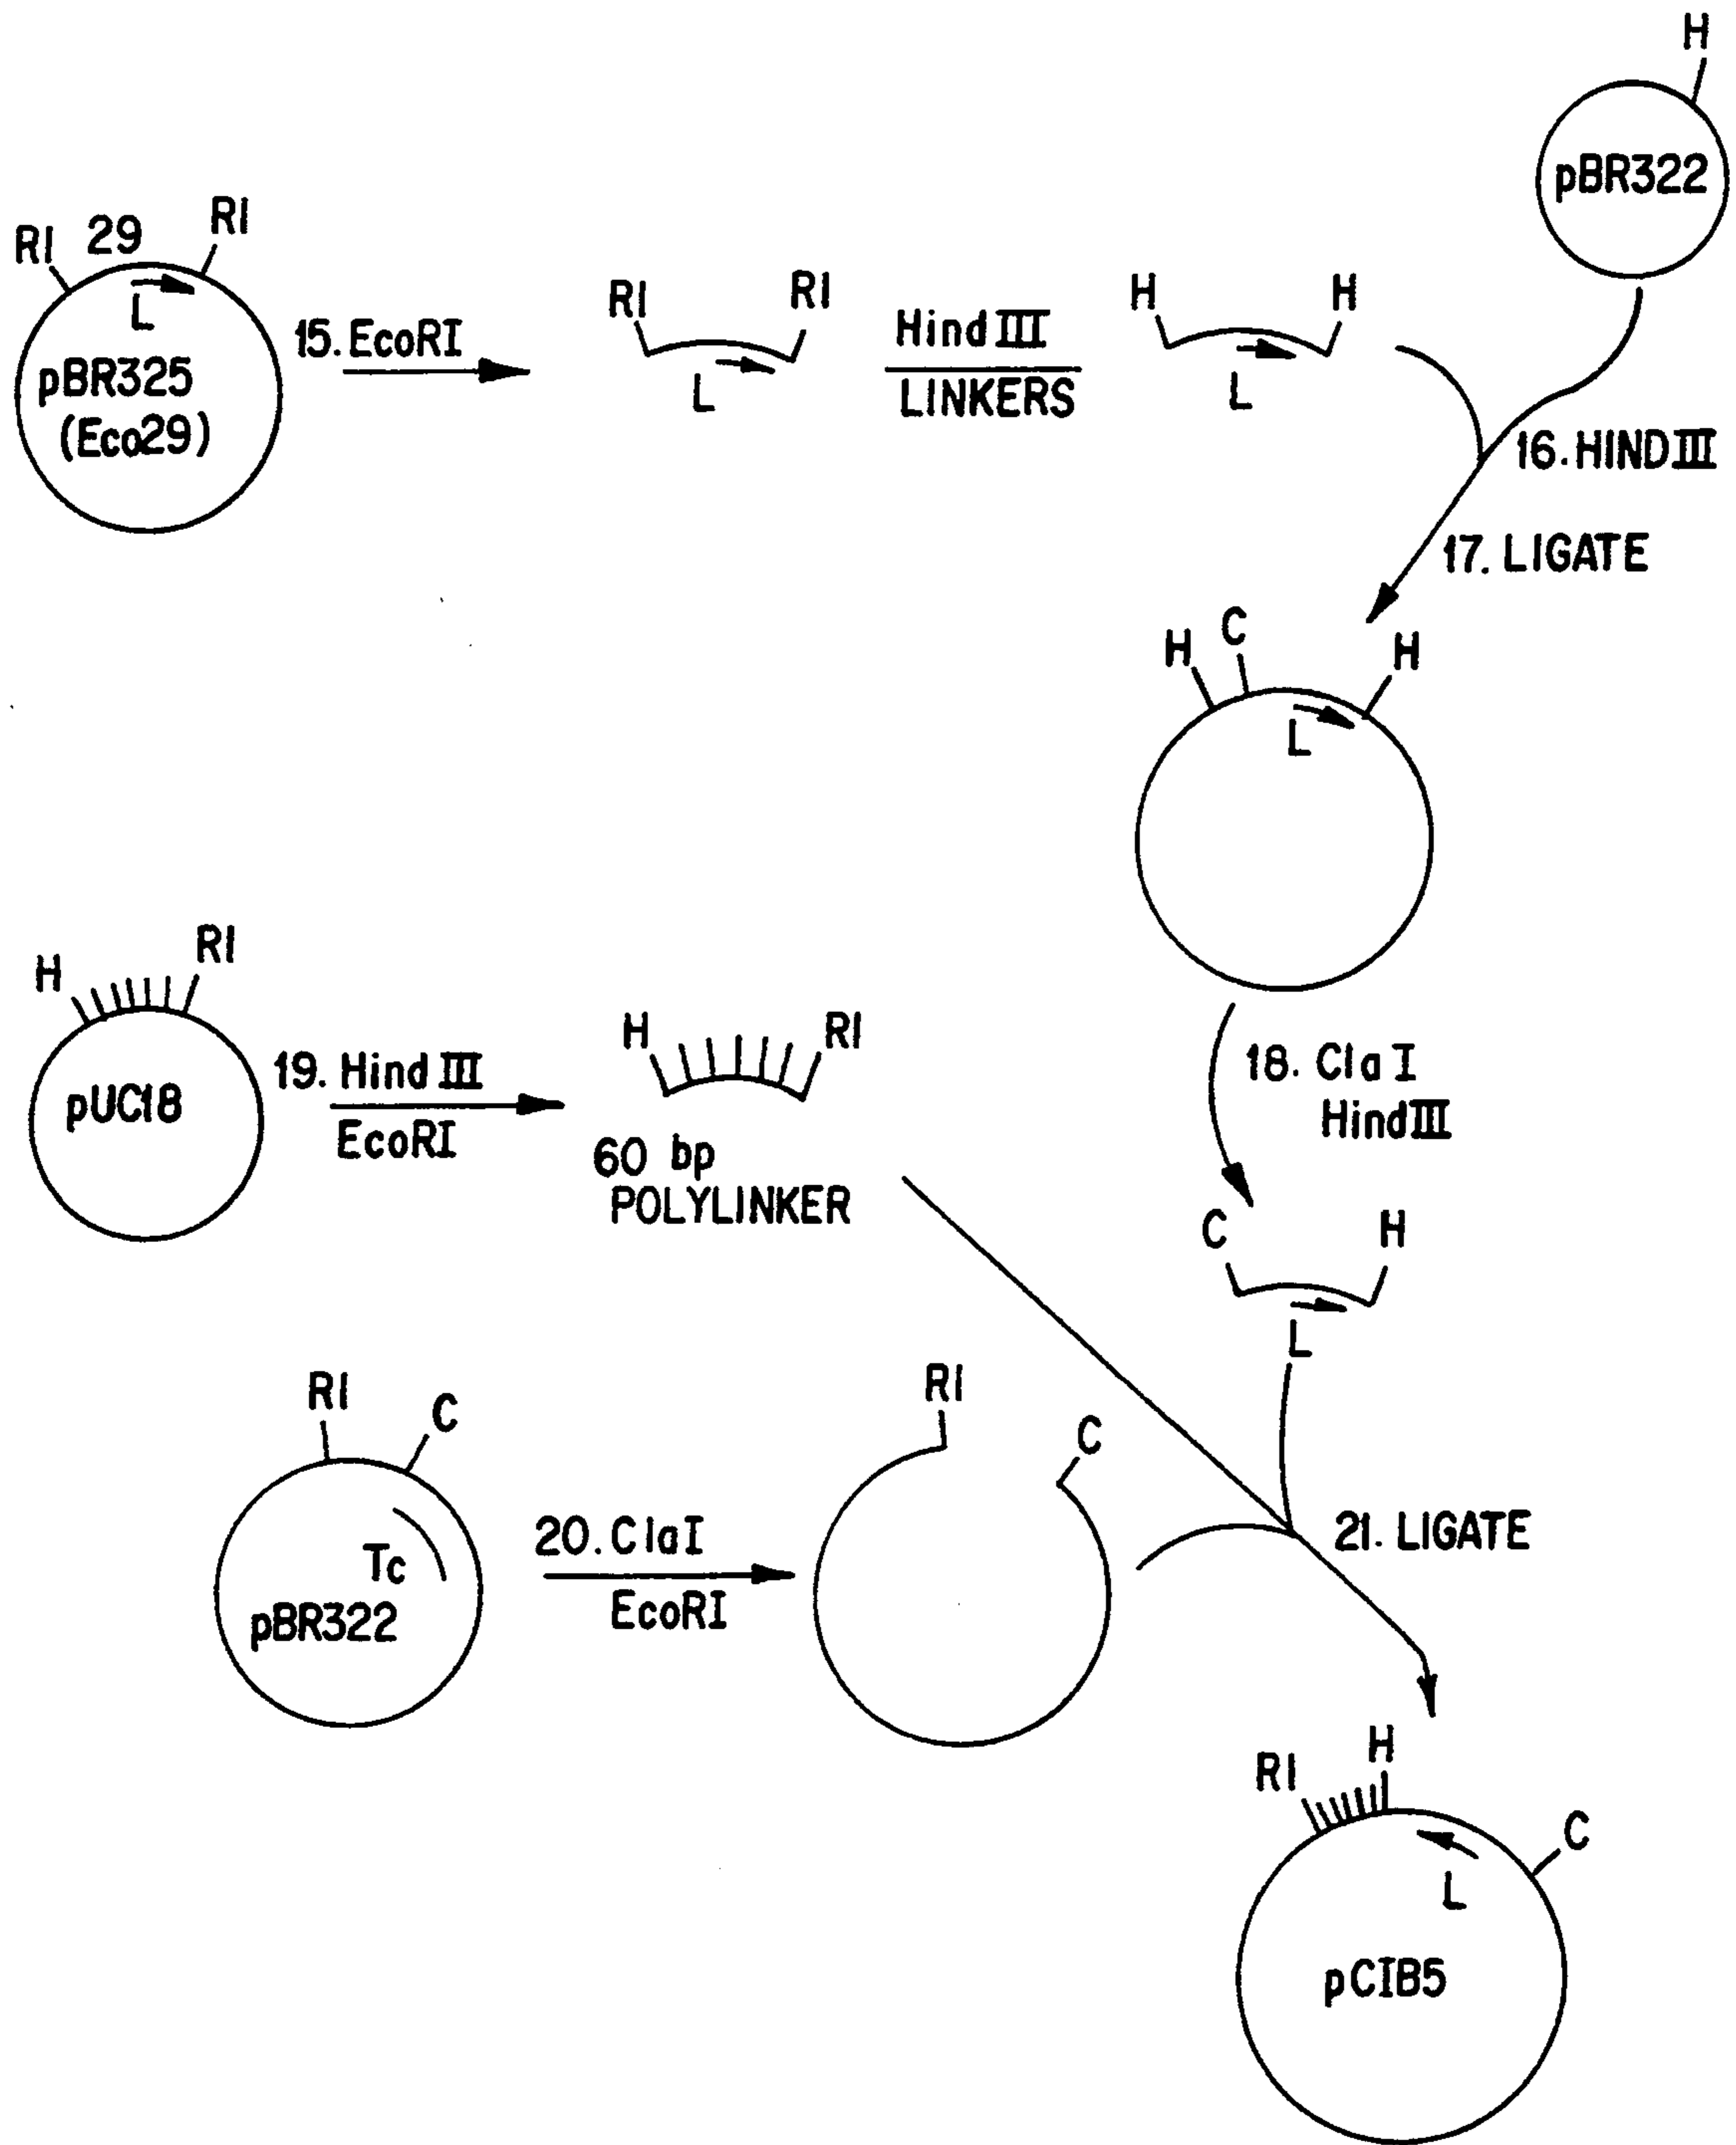 H
pBR322
RI 29 RI
L
pBR325
(Eco29)
15. EcoRI
RI RI
L
Hind III
LINKERS
H H
L
16. HIND III
17. LIGATE
H C H
L
H RI
pUC18
19. Hind III
EcoRI
H RI
60 bp
POLYLINKER
18. Cla I
Hind III
C H
L
RI C
Tc
pBR322
20. Cla I
EcoRI
RI C
21. LIGATE
RI H C
L
pCIB5